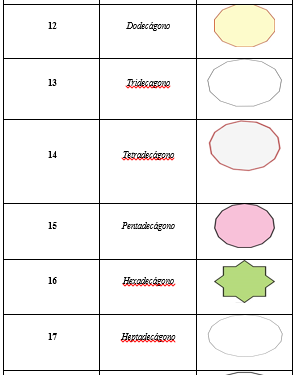 12 Dodecágono
13 Tridecágono
14 Tetradecágono
15 Pentadecágono
16 Hexadecágono
17 Heptadecágono